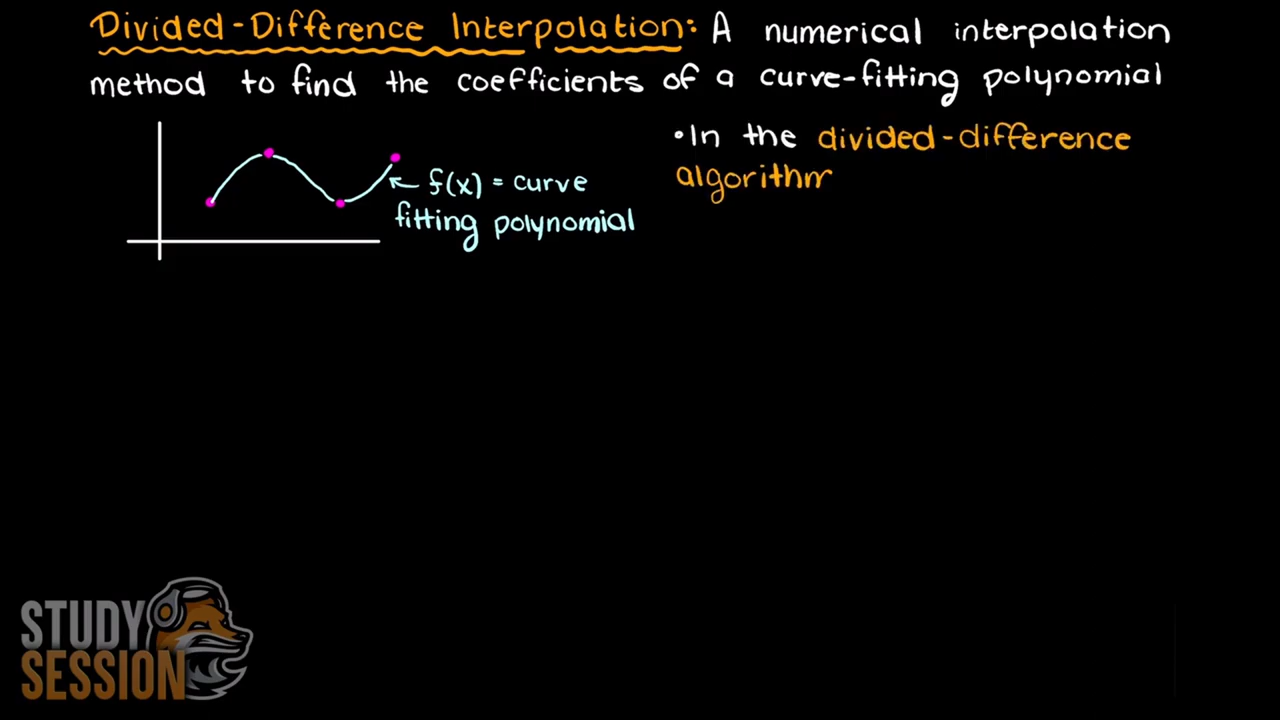 Divided-Difference Interpolation: A numerical interpolation
method to find the coefficients of a curve-fitting polynomial
•In the divided-difference
algorithm
f(x) = curve
fitting polynomial
STUDY
SESSION